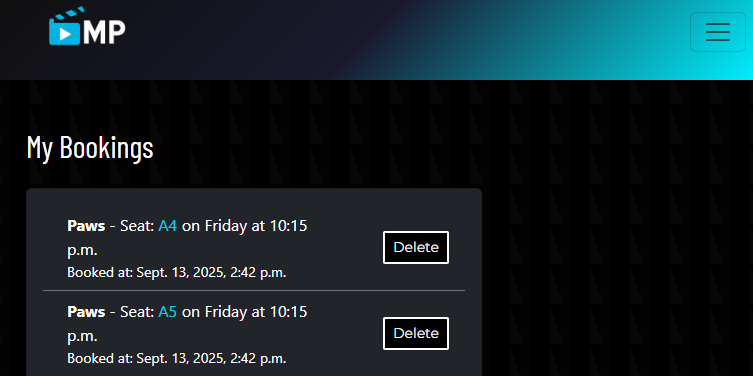 MP
My Bookings
Paws - Seat: A4 on Friday at 10:15
p.m.
Booked at: Sept. 13, 2025, 2:42 p.m.
Delete
Paws - Seat: A5 on Friday at 10:15
p.m.
Booked at: Sept. 13, 2025, 2:42 p.m.
Delete